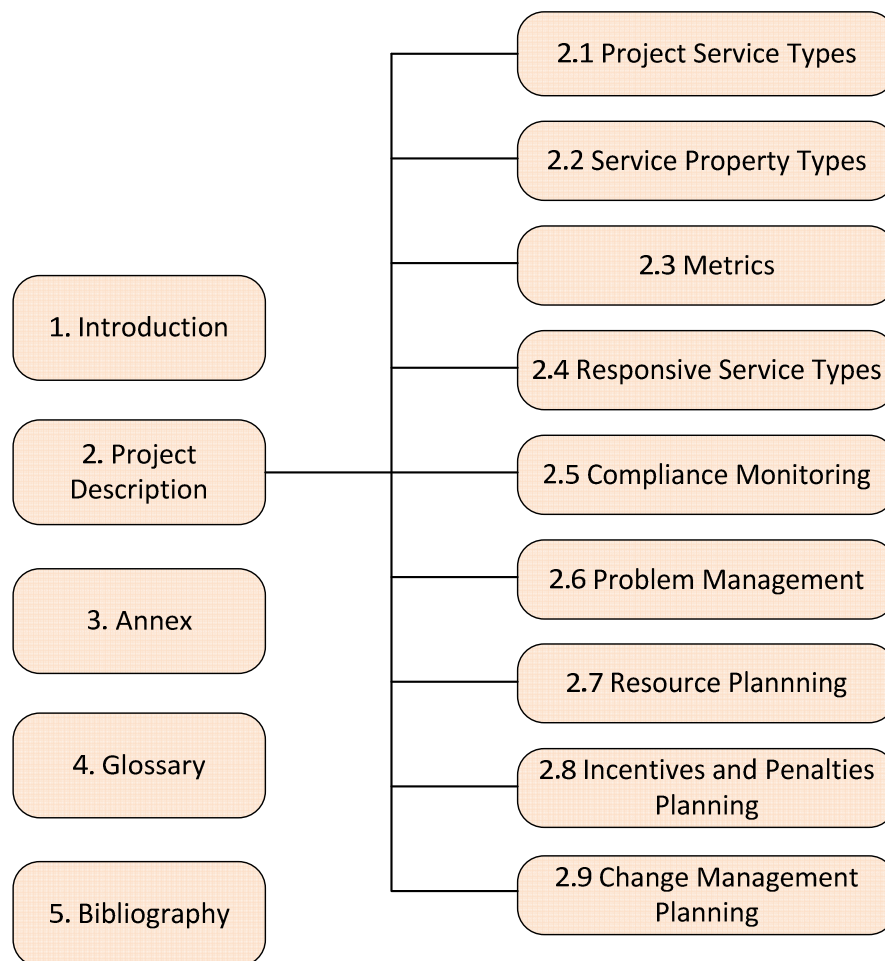 1. Introduction
2. Project
Description
3. Annex
4. Glossary
5. Bibliography
2.1 Project Service Types
2.2 Service Property Types
2.3 Metrics
2.4 Responsive Service Types
2.5 Compliance Monitoring
2.6 Problem Management
2.7 Resource Plannning
2.8 Incentives and Penalties
Planning
2.9 Change Management
Planning